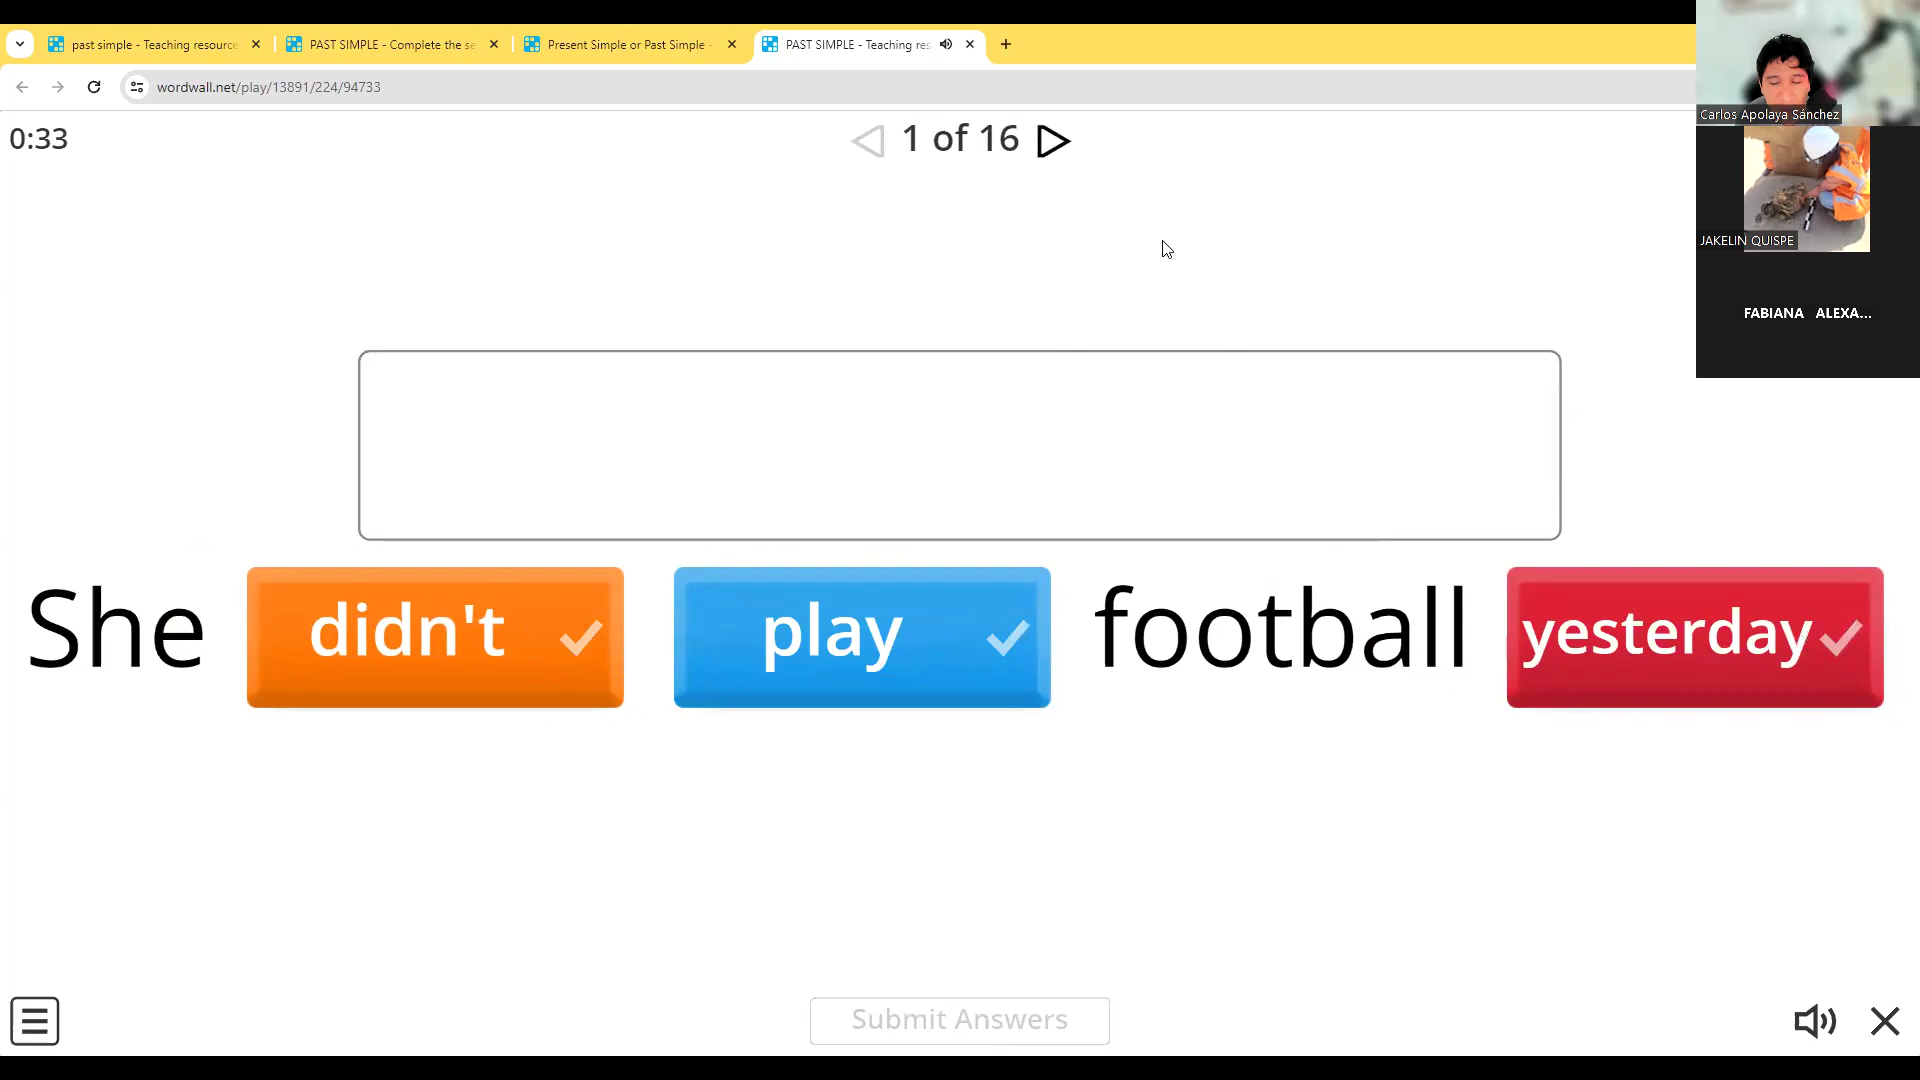 past simple - Teaching resource
PAST SIMPLE - Complete the se
Present Simple or Past Simple -
PAST SIMPLE - Teaching res
wordwall.net/play/13891/224/94733
Carlos Apolaya Sánchez
JAKELIN QUISPE
FABIANA ALEXA...
0:33
1 of 16
She didn't play football yesterday
Submit Answers